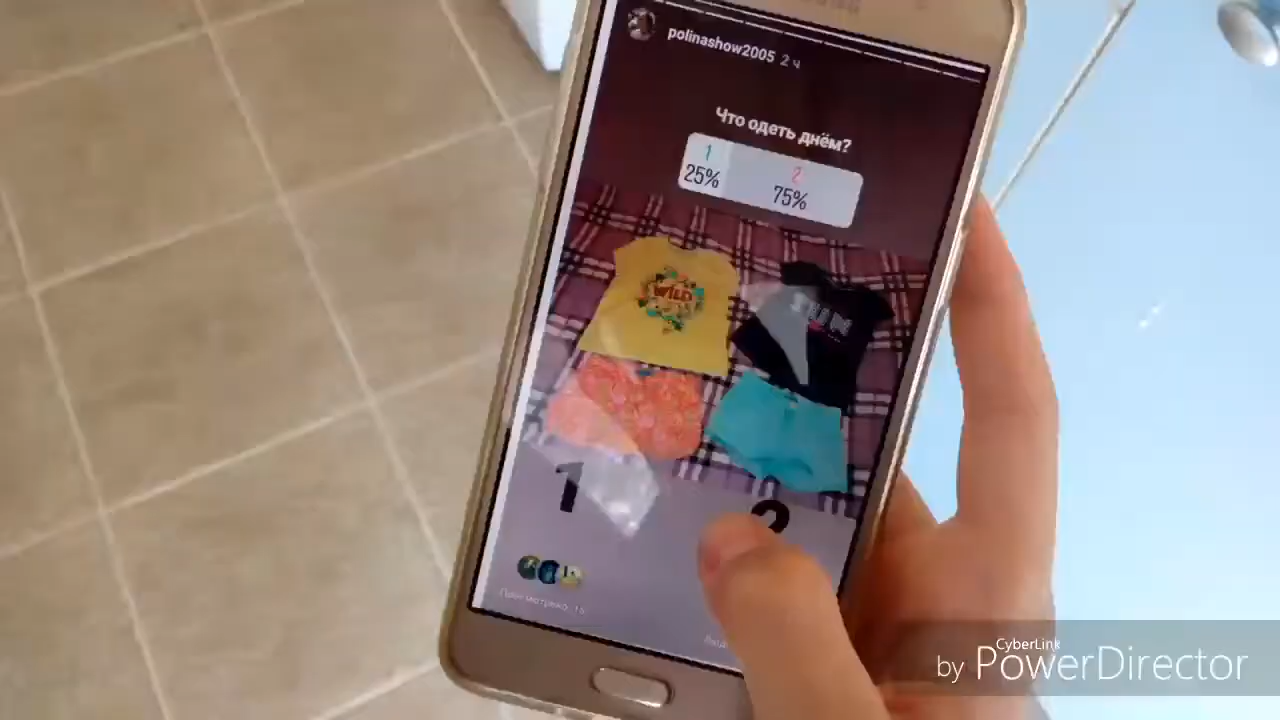 polinashow2005 2 ч
Что одеть днём?
1 2
25% 75%
WILD
1 2
CyberLink
by PowerDirector